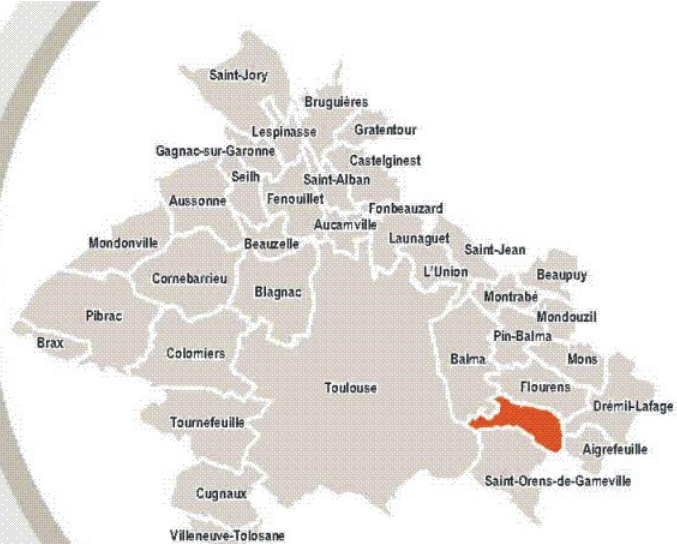 Saint-Jory
Bruguières
Lespinasse
Gratentour
Gagnac-sur-Garonne
Castelginest
Seilh
Saint-Alban
Aussonne
Fenouillet
Fonbeauzard
Aucamville
Launaguet
Mondonville
Beauzelle
Saint-Jean
Cornebarrieu
L'Union
Beaupuy
Blagnac
Montrabé
Pibrac
Mondouzil
Brax
Pin-Balma
Colomiers
Balma
Mons
Toulouse
Flourens
Drémil-Lafage
Tournefeuille
Aigrefeuille
Saint-Orens-de-Gameville
Cugnaux
Villeneuve-Tolosane